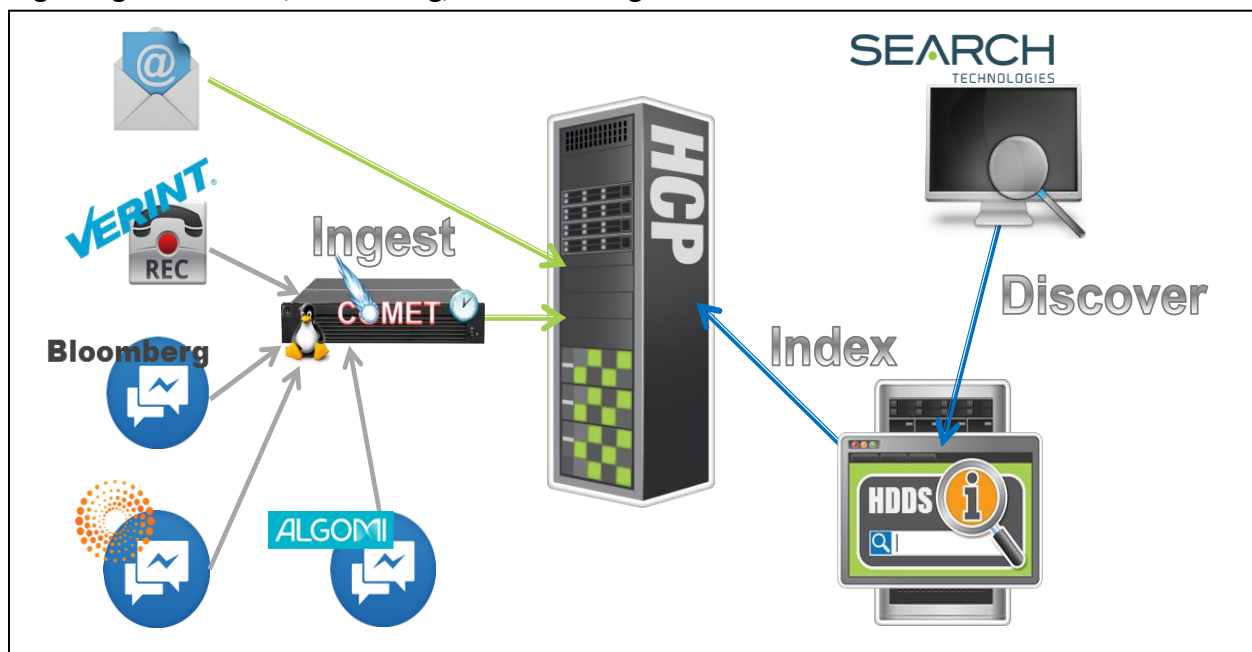 SEARCH
TECHNOLOGIES
@
VERINT.
REC
Ingest
COMET
HCP
Bloomberg
Index
Discover
ALGOMI
HDDS
i